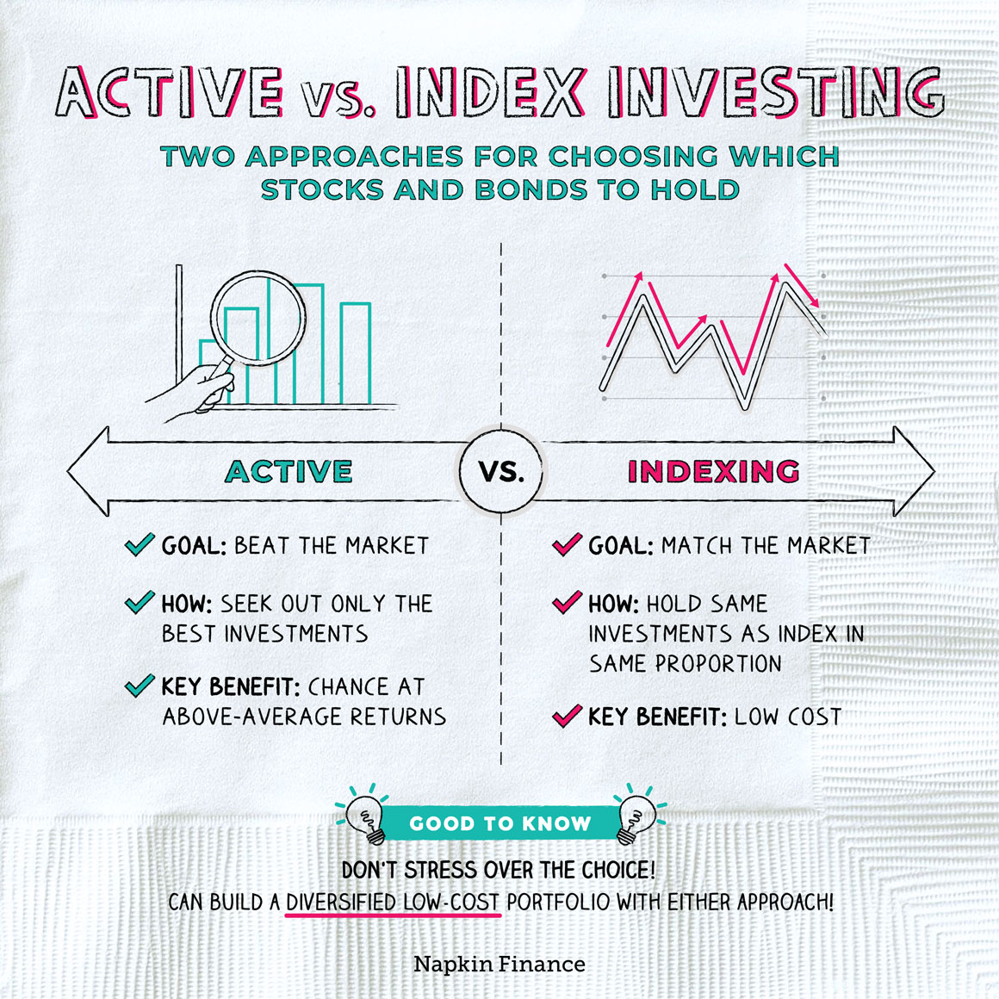 ACTIVE VS. INDEX INVESTING
TWO APPROACHES FOR CHOOSING WHICH
STOCKS AND BONDS TO HOLD
ACTIVE
VS.
INDEXING
GOAL: BEAT THE MARKET
HOW: SEEK OUT ONLY THE
BEST INVESTMENTS
KEY BENEFIT: CHANCE AT
ABOVE-AVERAGE RETURNS
GOAL: MATCH THE MARKET
HOW: HOLD SAME
INVESTMENTS AS INDEX IN
SAME PROPORTION
KEY BENEFIT: LOW COST
GOOD TO KNOW
DON'T STRESS OVER THE CHOICE!
CAN BUILD A DIVERSIFIED LOW-COST PORTFOLIO WITH EITHER APPROACH!
Napkin Finance